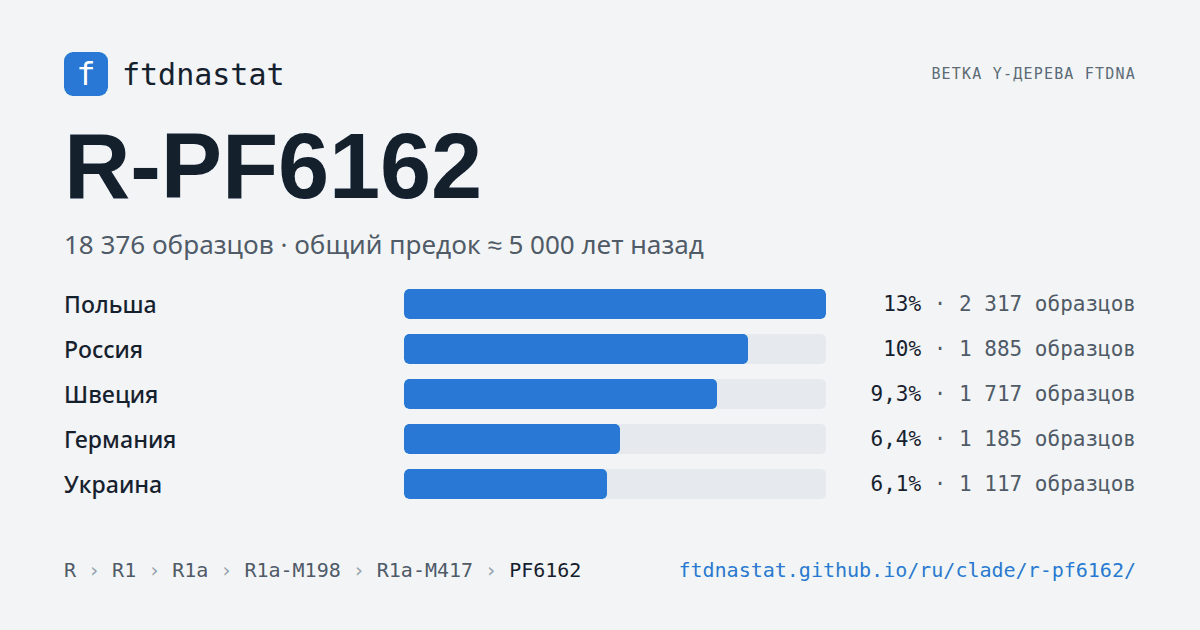 f ftdnastat
ВЕТКА Y-ДЕРЕВА FTDNA
R-PF6162
18 376 образцов · общий предок ≈ 5 000 лет назад
Польша 13% · 2 317 образцов
Россия 10% · 1 885 образцов
Швеция 9,3% · 1 717 образцов
Германия 6,4% · 1 185 образцов
Украина 6,1% · 1 117 образцов
R › R1 › R1a › R1a-M198 › R1a-M417 › PF6162
ftdnastat.github.io/ru/clade/r-pf6162/